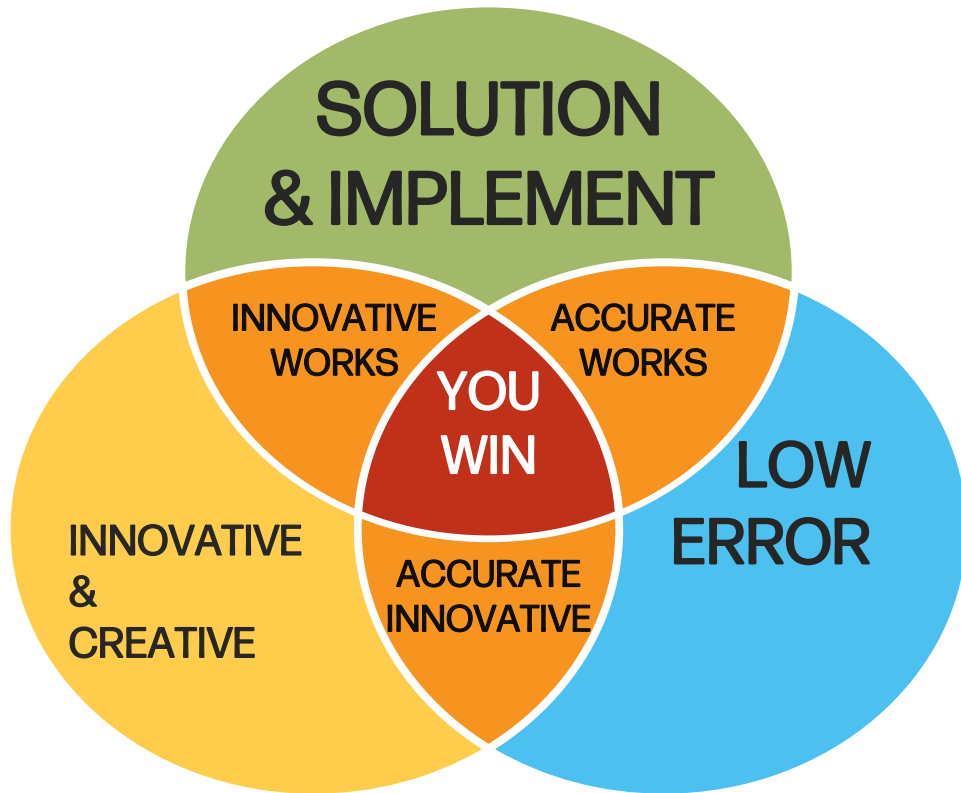 SOLUTION
& IMPLEMENT
INNOVATIVE
WORKS
ACCURATE
WORKS
YOU
WIN
LOW
ERROR
INNOVATIVE
&
CREATIVE
ACCURATE
INNOVATIVE